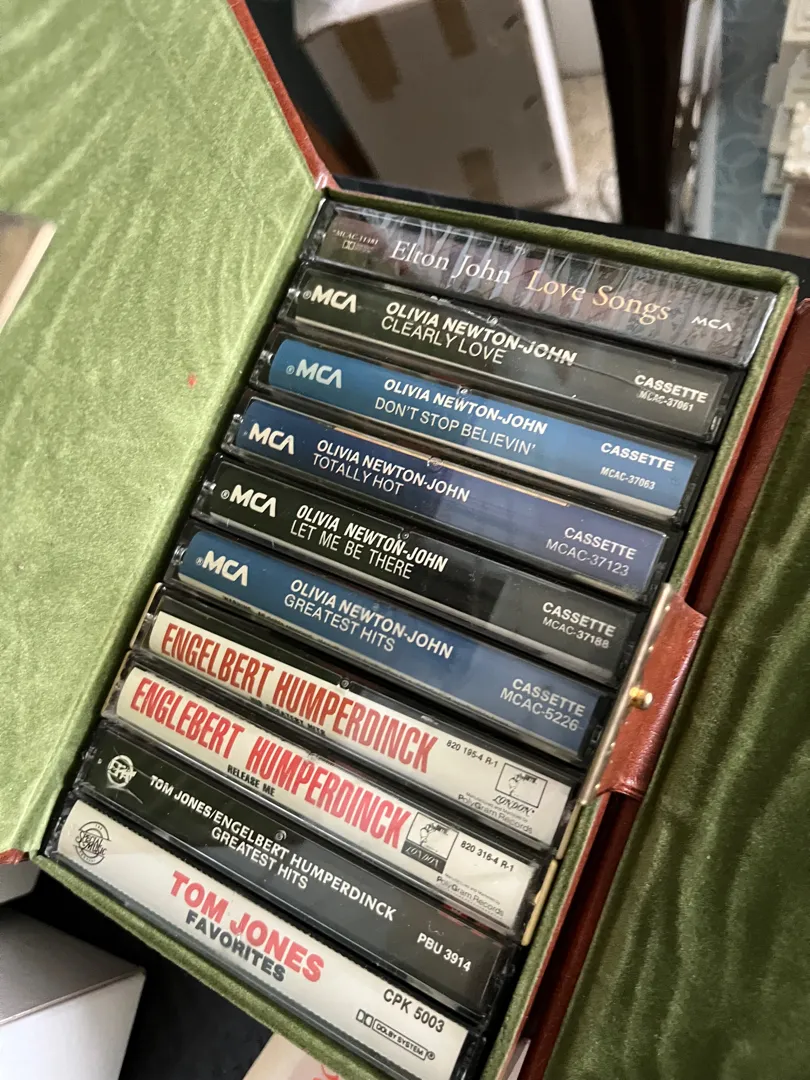 MCAC-11481
Elton John Love Songs
MCA
MCA
OLIVIA NEWTON-JOHN
CLEARLY LOVE
CASSETTE
MCAC-37061
MCA
OLIVIA NEWTON-JOHN
DON'T STOP BELIEVIN'
CASSETTE
MCAC-37063
MCA
OLIVIA NEWTON-JOHN
TOTALLY HOT
CASSETTE
MCAC-37123
MCA
OLIVIA NEWTON-JOHN
LET ME BE THERE
CASSETTE
MCAC-37188
MCA
OLIVIA NEWTON-JOHN
GREATEST HITS
CASSETTE
MCAC-5226
ENGELBERT HUMPERDINCK
HIS GREATEST HITS
820 195-4 R-1
LONDON
PolyGram Records
ENGLEBERT HUMPERDINCK
RELEASE ME
LONDON
820 316-4 R-1
PolyGram Records
TOM JONES/ENGELBERT HUMPERDINCK
GREATEST HITS
PBU 3914
TOM JONES
FAVORITES
CPK 5003
DOLBY SYSTEM